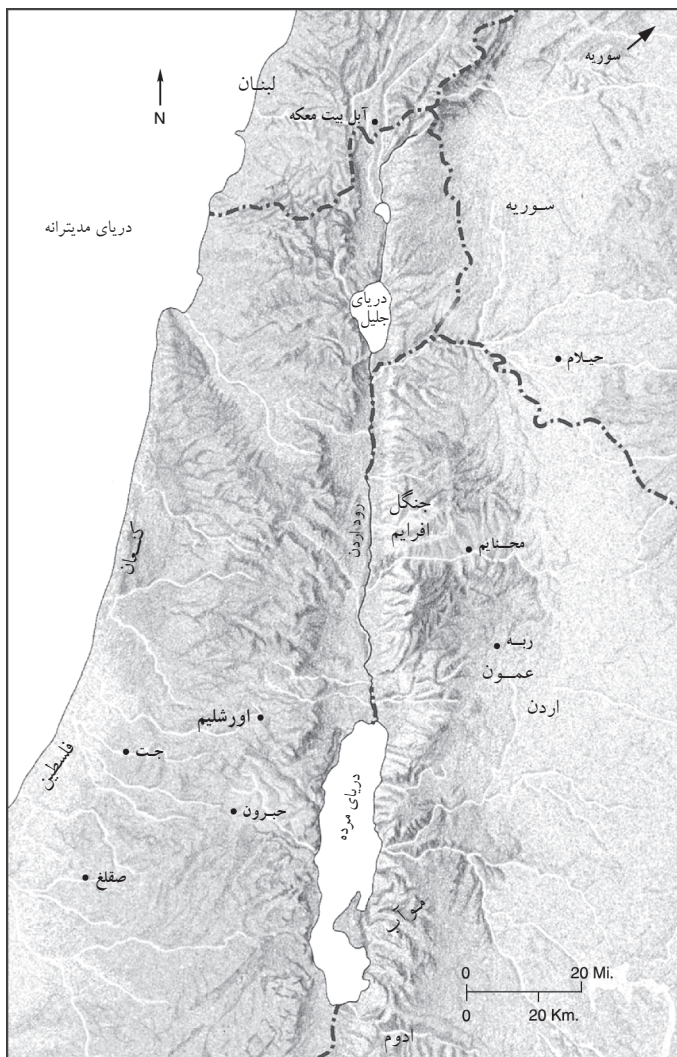 سوریه
لبنان
N
آبل بیت معکه
سوریه
دریای مدیترانه
دریای
جلیل
حیلام
جنگل
افرایم
رود اردن
محنایم
کنعان
ربه
عمون
اردن
اورشلیم
جت
فلسطین
دریای مرده
حبرون
صقلغ
موآب
0 20 Mi.
0 20 Km.
ادوم